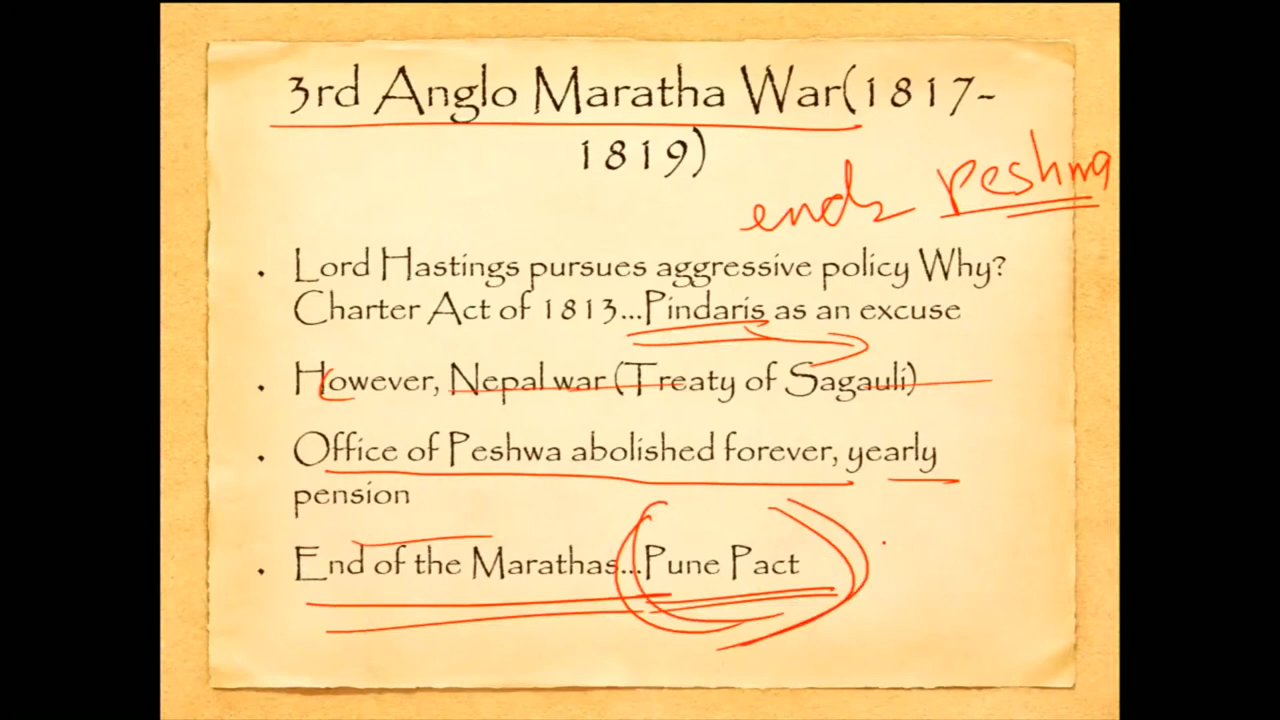 3rd Anglo Maratha War(1817-
1819)
ends Peshwa
. Lord Hastings pursues aggressive policy Why?
Charter Act of 1813...Pindaris as an excuse
. However, Nepal war (Treaty of Sagauli)
. Office of Peshwa abolished forever, yearly
pension
. End of the Marathas...Pune Pact